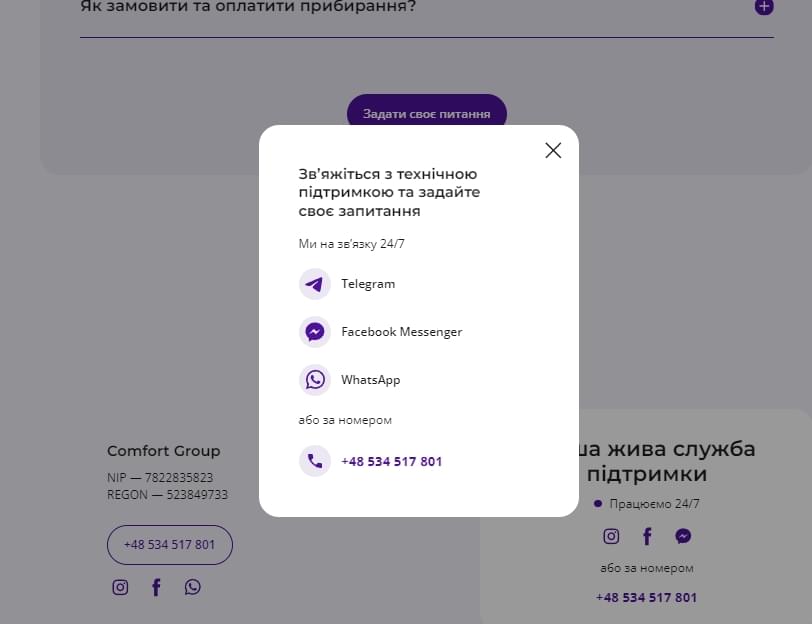 Як замовити та оплатити прибирання?
Задати своє питання
Зв’яжіться з технічною
підтримкою та задайте
своє запитання
Ми на зв’язку 24/7
Telegram
Facebook Messenger
WhatsApp
або за номером
+48 534 517 801
Comfort Group
NIP — 7822835823
REGON — 523849733
+48 534 517 801
жива служба
підтримки
Працюємо 24/7
або за номером
+48 534 517 801